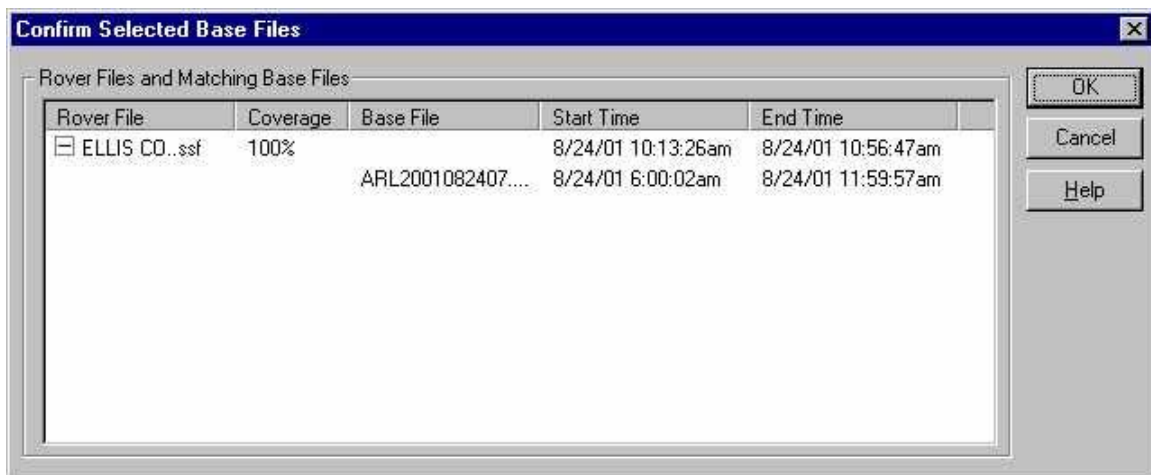 Confirm Selected Base Files
Rover Files and Matching Base Files
Rover File Coverage Base File Start Time End Time
ELLIS CO..ssf 100% 8/24/01 10:13:26am 8/24/01 10:56:47am
ARL2001082407.... 8/24/01 6:00:02am 8/24/01 11:59:57am
OK
Cancel
Help